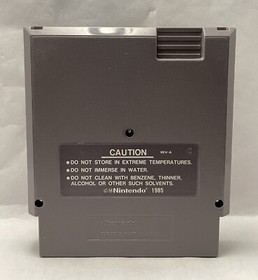 CAUTION REV-A
• DO NOT STORE IN EXTREME TEMPERATURES.
• DO NOT IMMERSE IN WATER.
• DO NOT CLEAN WITH BENZENE, THINNER,
ALCOHOL OR OTHER SUCH SOLVENTS.
Nintendo 1985